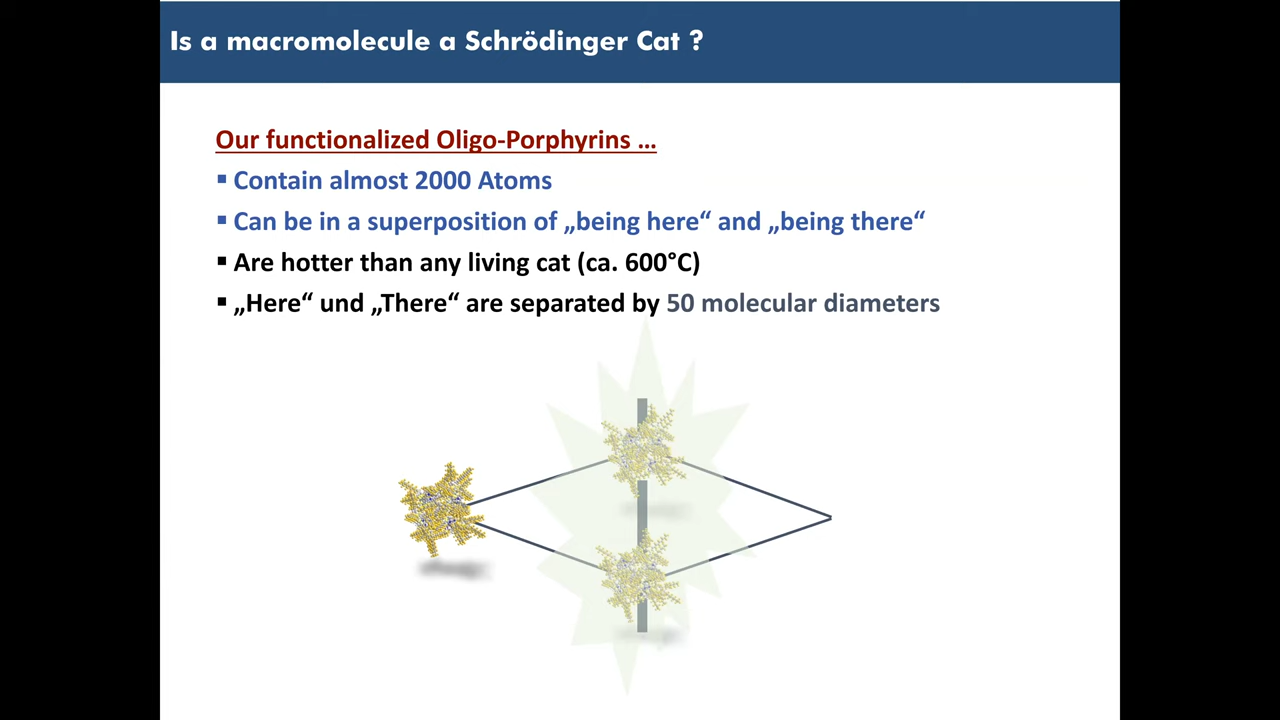 Is a macromolecule a Schrödinger Cat ?
Our functionalized Oligo-Porphyrins …
▪ Contain almost 2000 Atoms
▪ Can be in a superposition of „being here“ and „being there“
▪ Are hotter than any living cat (ca. 600°C)
▪ „Here“ und „There“ are separated by 50 molecular diameters